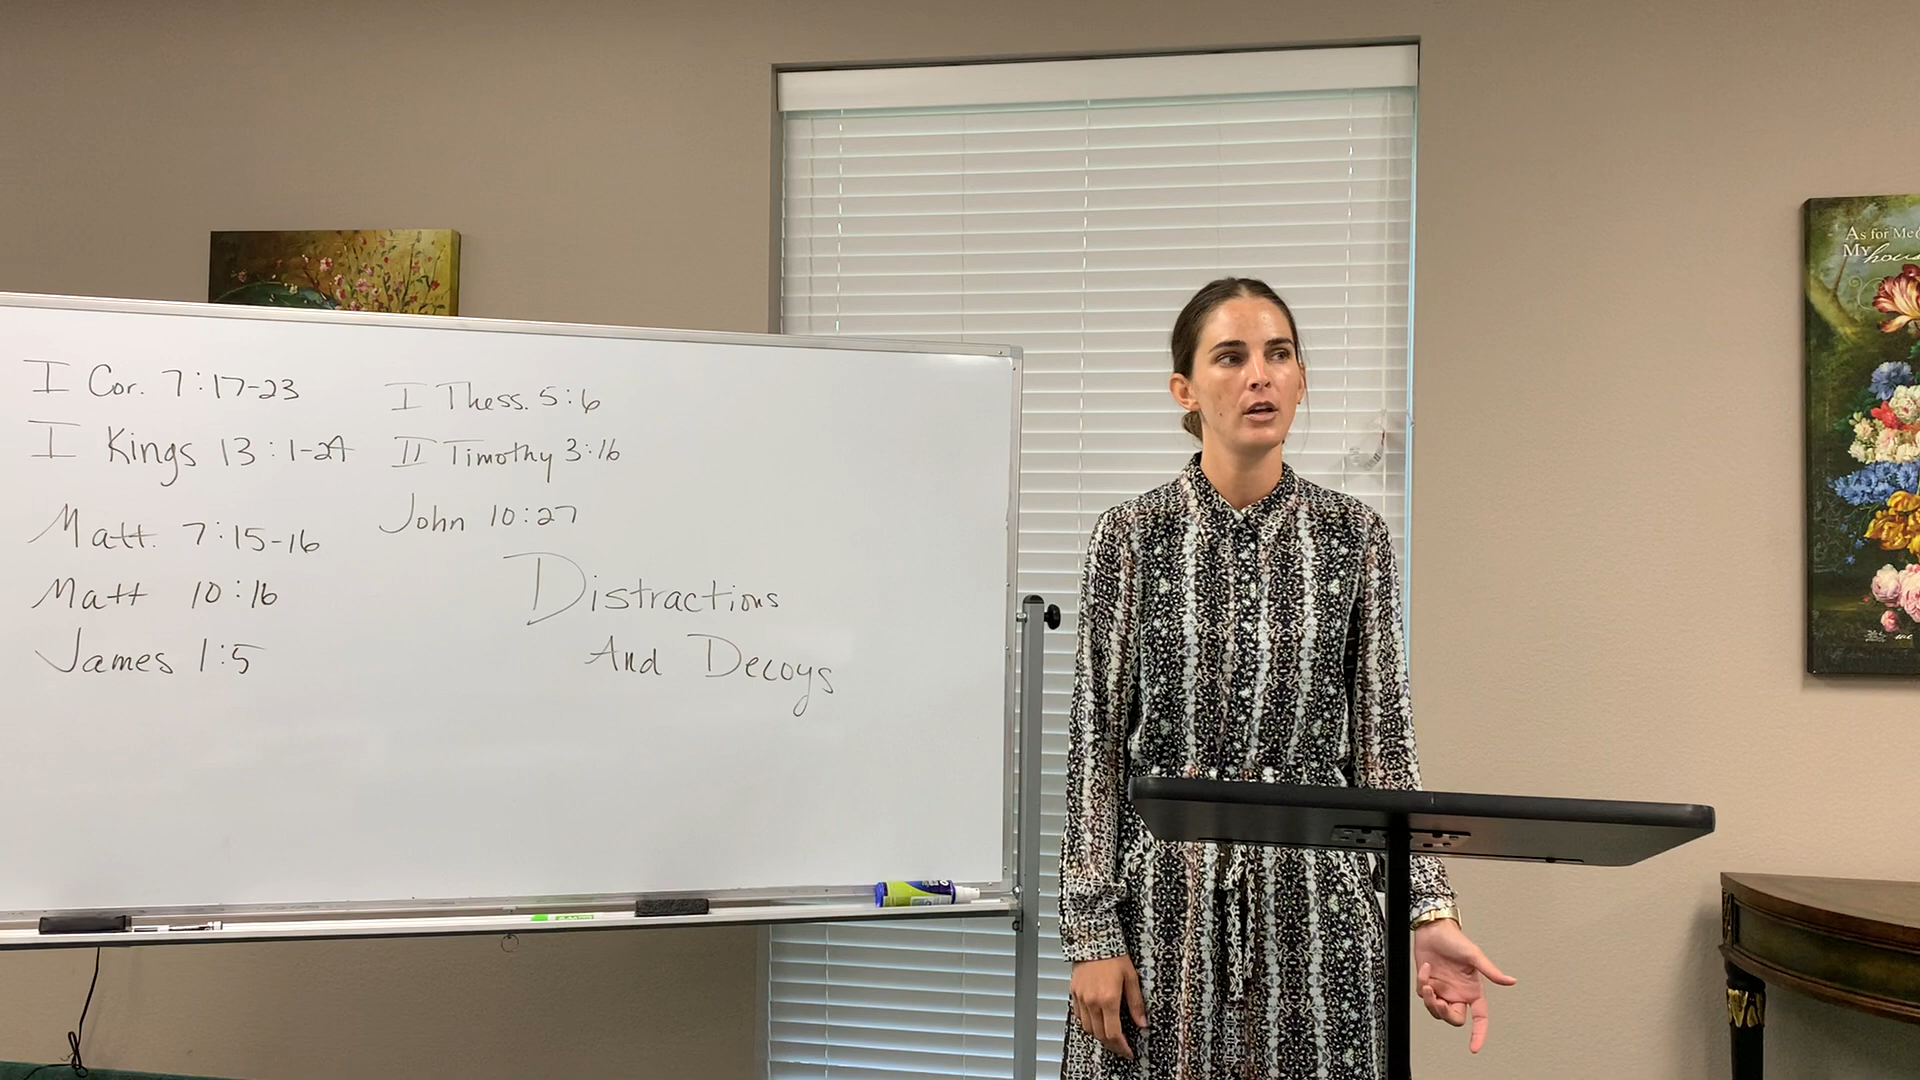 I Cor. 7:17-23
I Kings 13:1-24
Matt. 7:15-16
Matt 10:16
James 1:5
I Thess. 5:6
II Timothy 3:16
John 10:27
Distractions
And Decoys
As for Me
My hous